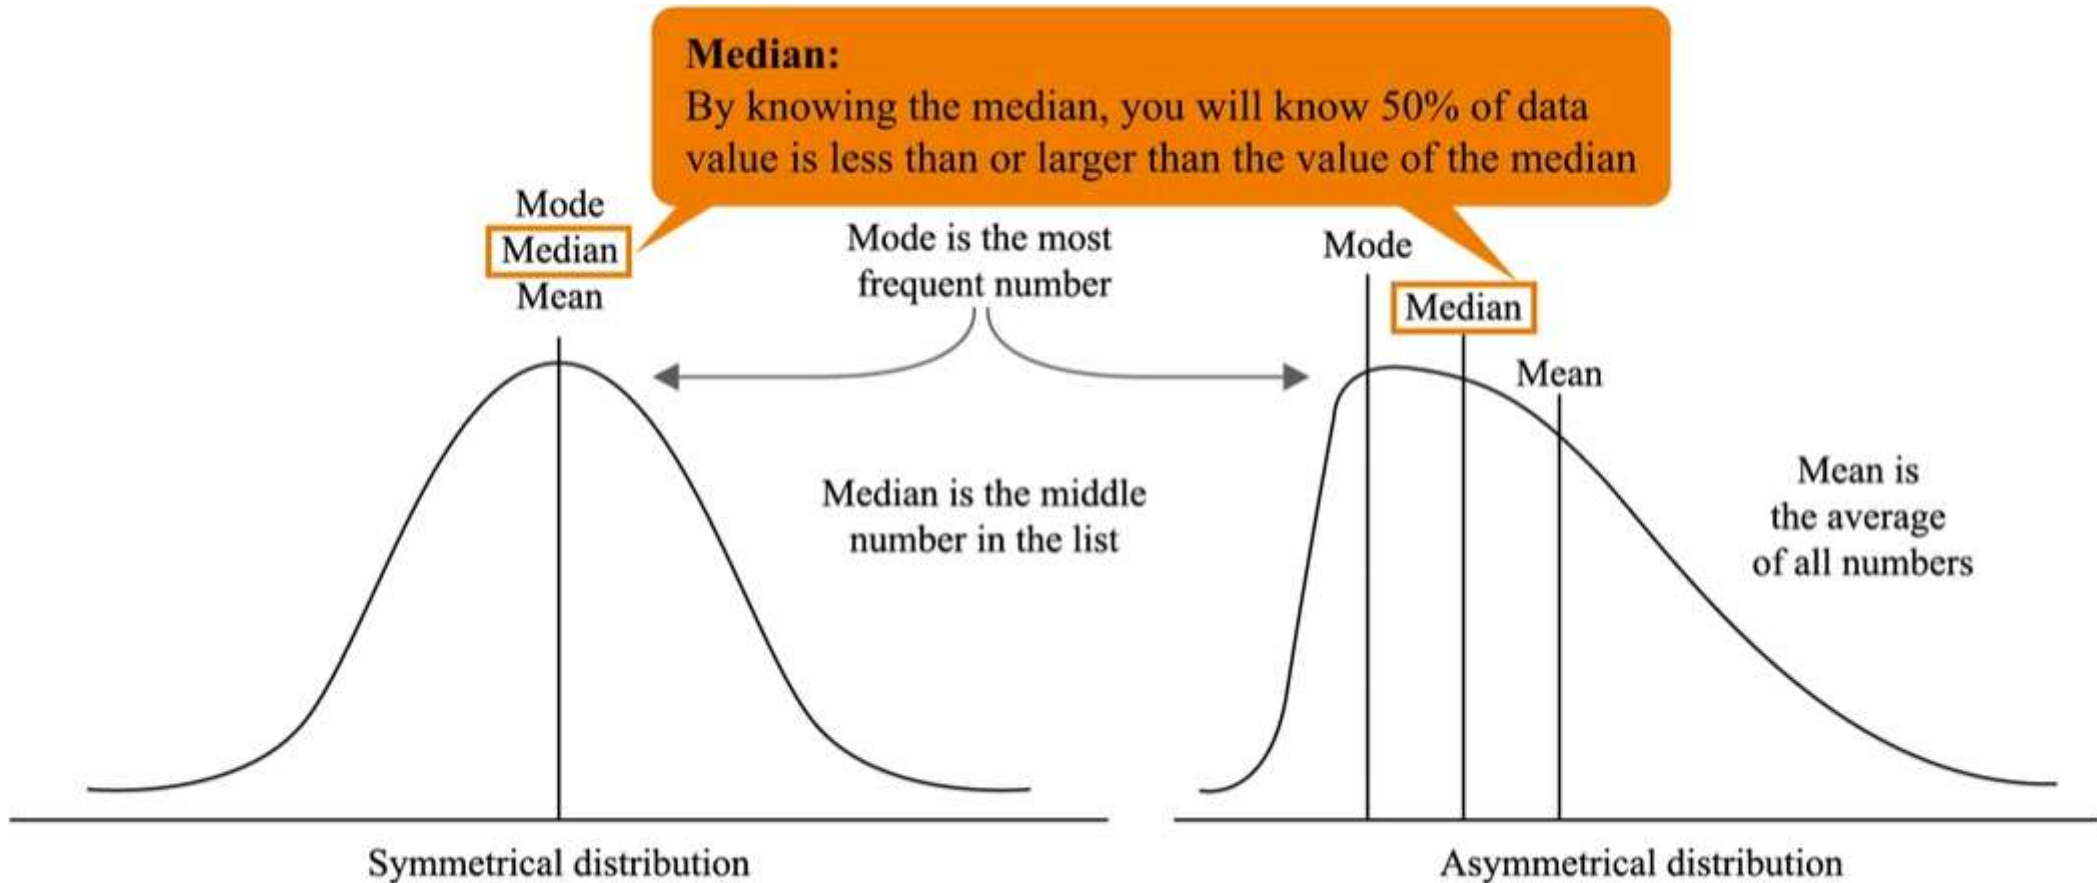 Median:
By knowing the median, you will know 50% of data
value is less than or larger than the value of the median
Mode
Median
Mean
Mode is the most
frequent number
Mode
Median
Mean
Median is the middle
number in the list
Mean is
the average
of all numbers
Symmetrical distribution
Asymmetrical distribution